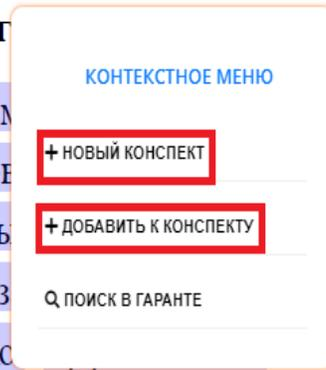 КОНТЕКСТНОЕ МЕНЮ
+ НОВЫЙ КОНСПЕКТ
+ ДОБАВИТЬ К КОНСПЕКТУ
ПОИСК В ГАРАНТЕ